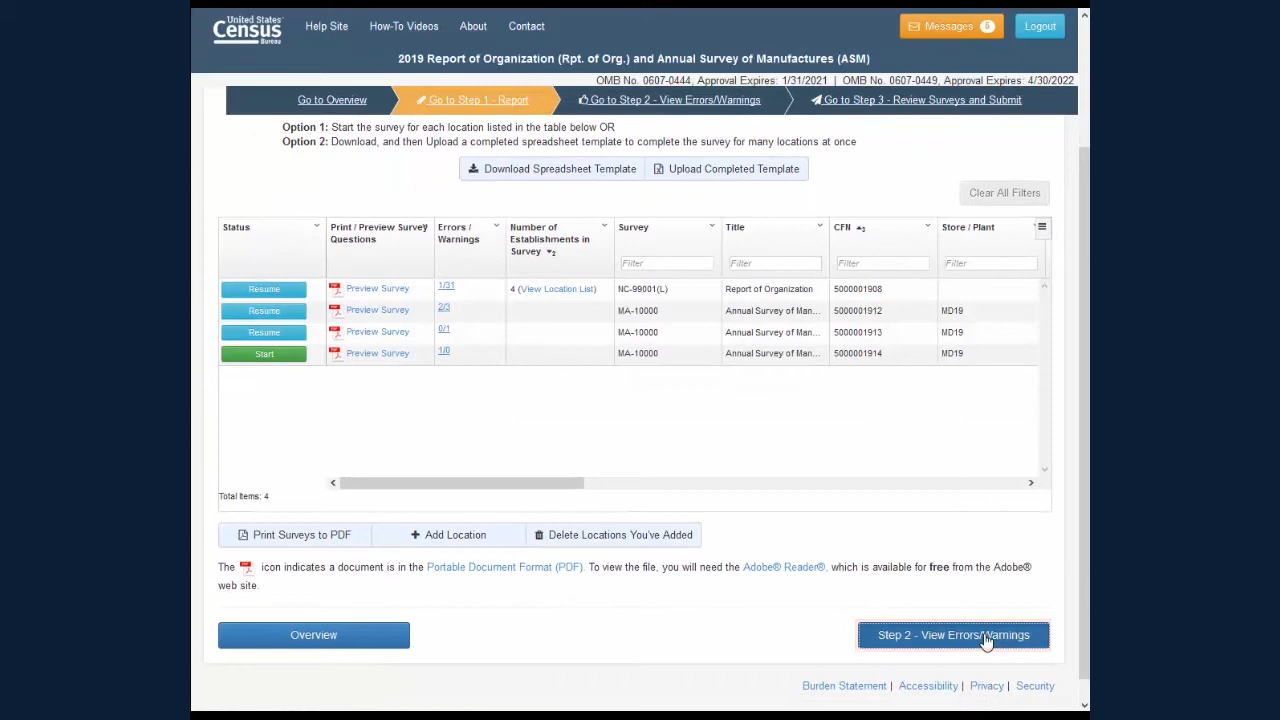 United States
Census
Bureau
Help Site How-To Videos About Contact
Messages 6 Logout
2019 Report of Organization (Rpt. of Org.) and Annual Survey of Manufactures (ASM)
OMB No. 0607-0444, Approval Expires: 1/31/2021 | OMB No. 0607-0449, Approval Expires: 4/30/2022
Go to Overview Go to Step 1 - Report Go to Step 2 - View Errors/Warnings Go to Step 3 - Review Surveys and Submit
Option 1: Start the survey for each location listed in the table below OR
Option 2: Download, and then Upload a completed spreadsheet template to complete the survey for many locations at once
Download Spreadsheet Template Upload Completed Template
Clear All Filters
Status Print / Preview Survey Questions Errors / Warnings Number of Establishments in Survey 2 Survey Title CFN 3 Store / Plant
Filter Filter Filter Filter
Resume Preview Survey 1/31 4 (View Location List) NC-99001(L) Report of Organization 5000001908
Resume Preview Survey 2/3 MA-10000 Annual Survey of Man... 5000001912 MD19
Resume Preview Survey 0/1 MA-10000 Annual Survey of Man... 5000001913 MD19
Start Preview Survey 1/0 MA-10000 Annual Survey of Man... 5000001914 MD19
Total Items: 4
Print Surveys to PDF Add Location Delete Locations You've Added
The icon indicates a document is in the Portable Document Format (PDF). To view the file, you will need the Adobe® Reader®, which is available for free from the Adobe®
web site.
Overview Step 2 - View Errors/Warnings
Burden Statement | Accessibility | Privacy | Security